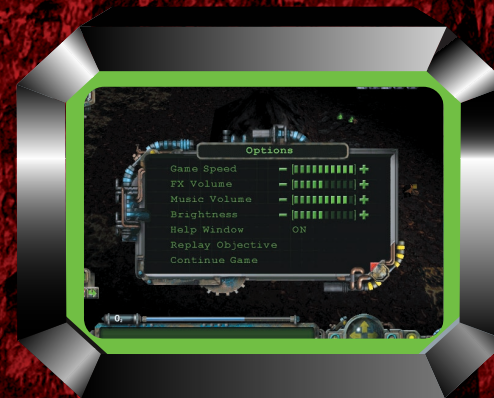 Options
Game Speed
FX Volume
Music Volume
Brightness
Help Window ON
Replay Objective
Continue Game